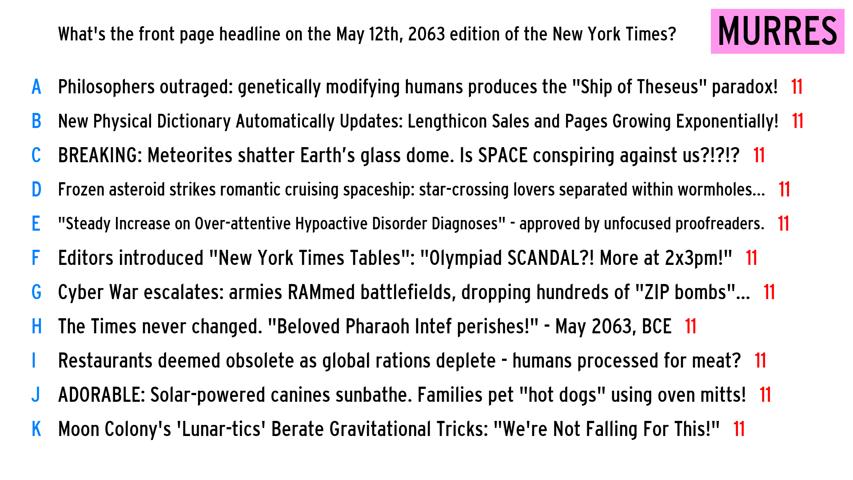 What's the front page headline on the May 12th, 2063 edition of the New York Times?
MURRES
A Philosophers outraged: genetically modifying humans produces the "Ship of Theseus" paradox! 11
B New Physical Dictionary Automatically Updates: Lengthicon Sales and Pages Growing Exponentially! 11
C BREAKING: Meteorites shatter Earth’s glass dome. Is SPACE conspiring against us?!?!? 11
D Frozen asteroid strikes romantic cruising spaceship: star-crossing lovers separated within wormholes... 11
E "Steady Increase on Over-attentive Hypoactive Disorder Diagnoses" - approved by unfocused proofreaders. 11
F Editors introduced "New York Times Tables": "Olympiad SCANDAL?! More at 2x3pm!" 11
G Cyber War escalates: armies RAMmed battlefields, dropping hundreds of "ZIP bombs"... 11
H The Times never changed. "Beloved Pharaoh Intef perishes!" - May 2063, BCE 11
I Restaurants deemed obsolete as global rations deplete - humans processed for meat? 11
J ADORABLE: Solar-powered canines sunbathe. Families pet "hot dogs" using oven mitts! 11
K Moon Colony's 'Lunar-tics' Berate Gravitational Tricks: "We're Not Falling For This!" 11